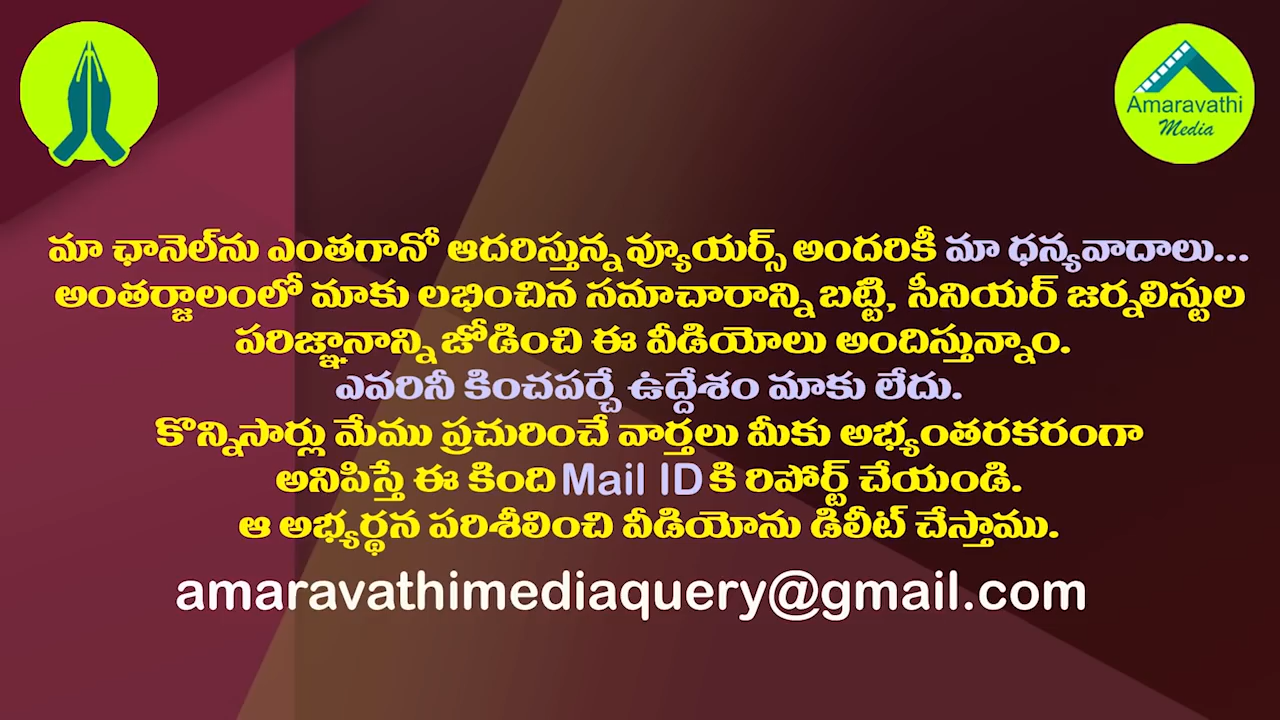 Amaravathi
Media
మా ఛానెల్‌ను ఎంతగానో ఆదరిస్తున్న వ్యూయర్స్ అందరికీ మా ధన్యవాదాలు...
అంతర్జాలంలో మాకు లభించిన సమాచారాన్ని బట్టి, సీనియర్ జర్నలిస్టుల
పరిజ్ఞానాన్ని జోడించి ఈ వీడియోలు అందిస్తున్నాం.
ఎవరినీ కించపర్చే ఉద్దేశం మాకు లేదు.
కొన్నిసార్లు మేము ప్రచురించే వార్తలు మీకు అభ్యంతరకరంగా
అనిపిస్తే ఈ కింది Mail ID కి రిపోర్ట్ చేయండి.
ఆ అభ్యర్థన పరిశీలించి వీడియోను డిలీట్ చేస్తాము.
amaravathimediaquery@gmail.com